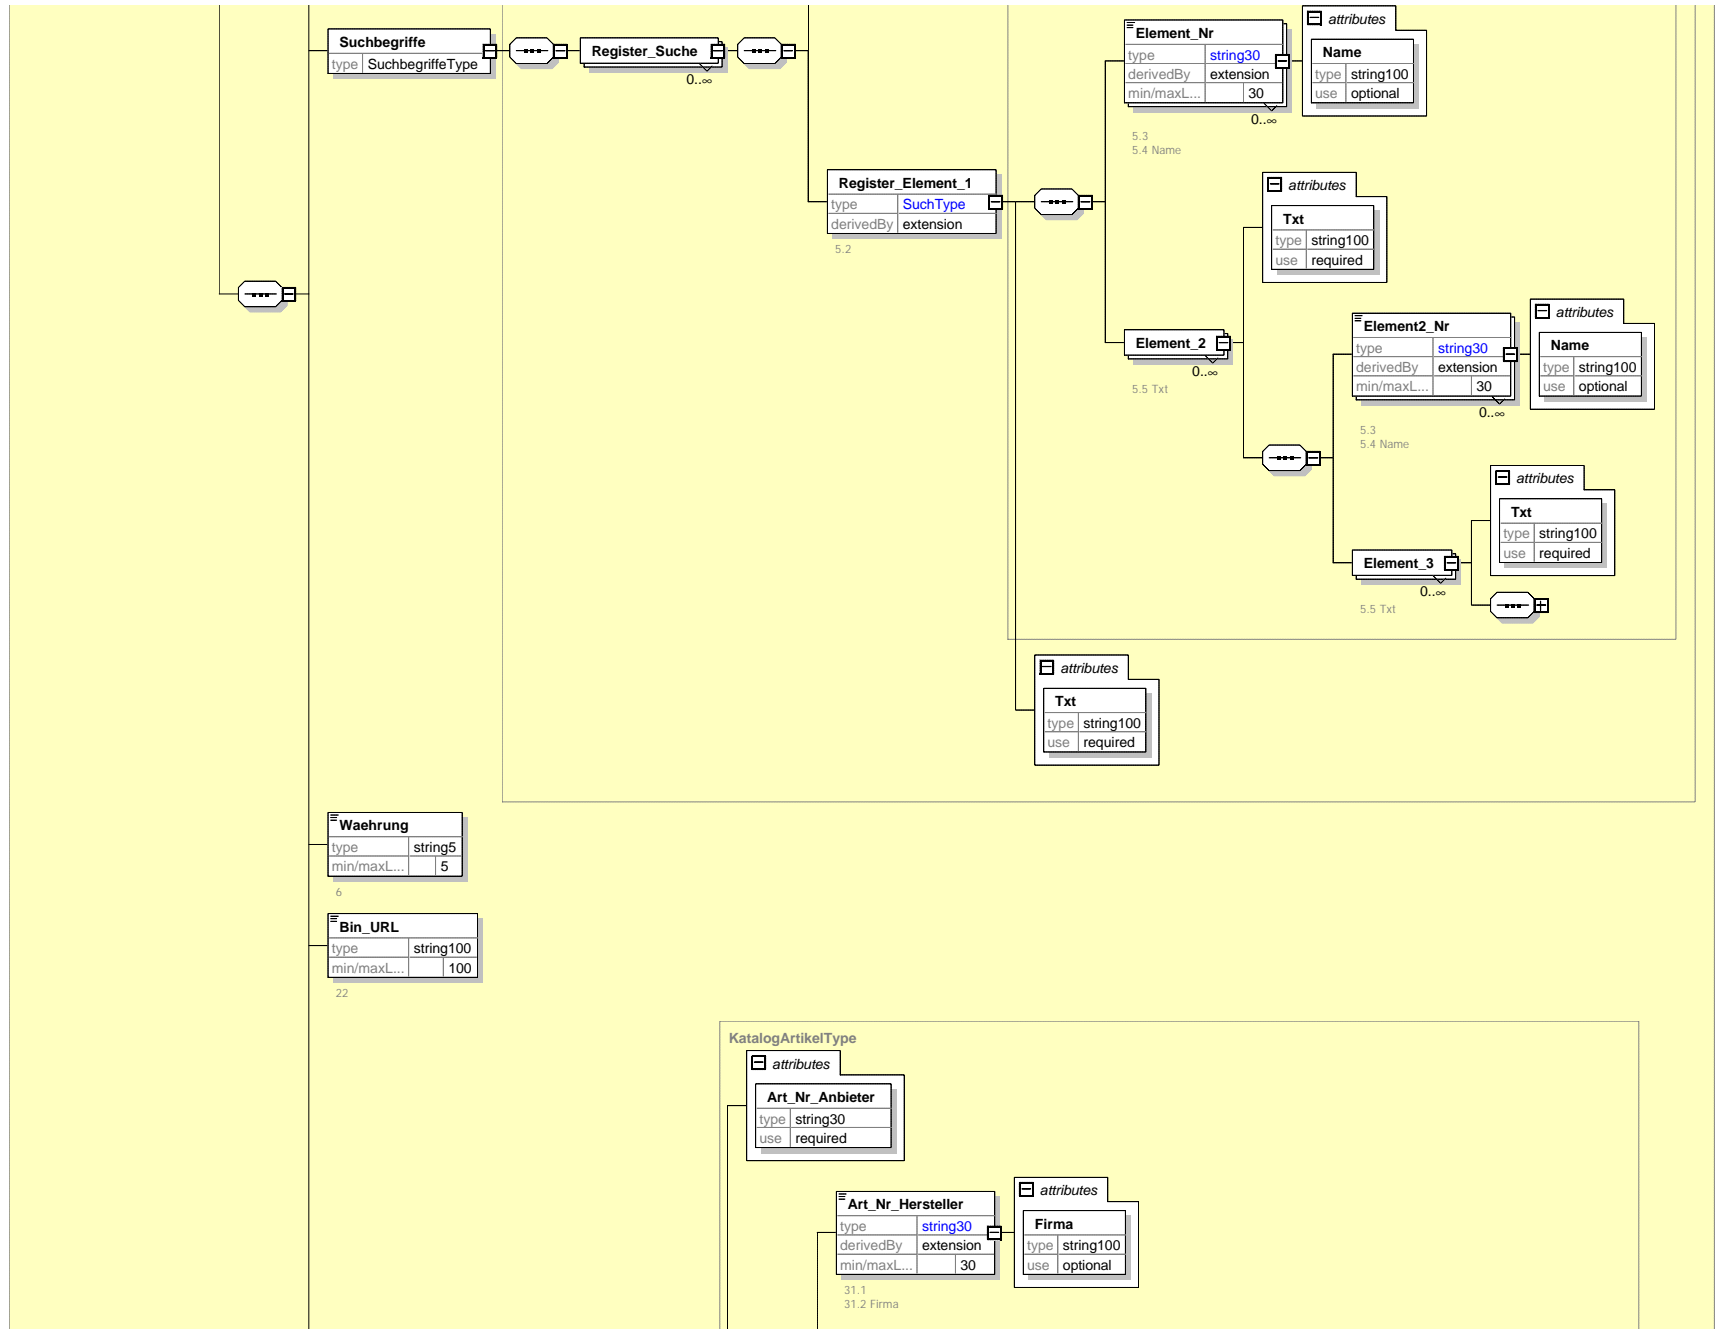 Suchbegriffe
type SuchbegriffeType
Register_Suche
0..∞
Element_Nr
type string30
derivedBy extension
min/maxL... 30
0..∞
5.3
5.4 Name
attributes
Name
type string100
use optional
Register_Element_1
type SuchType
derivedBy extension
5.2
attributes
Txt
type string100
use required
Element_2
0..∞
5.5 Txt
Element2_Nr
type string30
derivedBy extension
min/maxL... 30
0..∞
5.3
5.4 Name
attributes
Name
type string100
use optional
attributes
Txt
type string100
use required
Element_3
0..∞
5.5 Txt
attributes
Txt
type string100
use required
Waehrung
type string5
min/maxL... 5
6
Bin_URL
type string100
min/maxL... 100
22
KatalogArtikelType
attributes
Art_Nr_Anbieter
type string30
use required
Art_Nr_Hersteller
type string30
derivedBy extension
min/maxL... 30
31.1
31.2 Firma
attributes
Firma
type string100
use optional